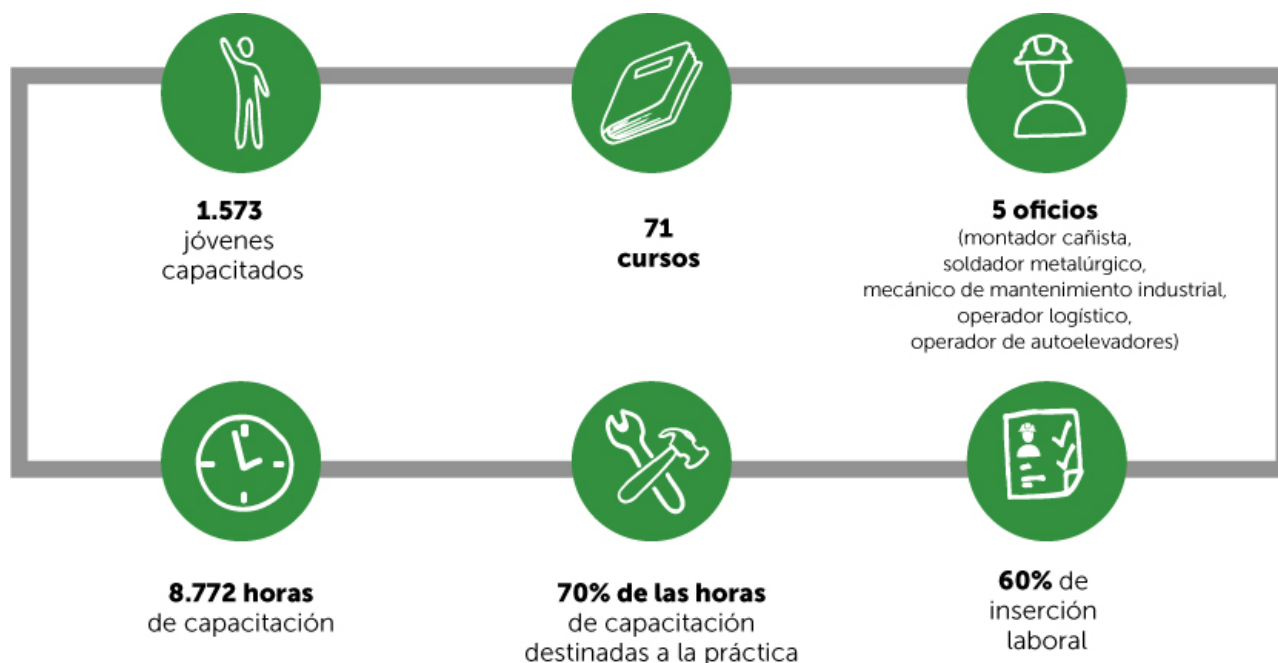 1.573
jóvenes
capacitados
71
cursos
5 oficios
(montador cañista,
soldador metalúrgico,
mecánico de mantenimiento industrial,
operador logístico,
operador de autoelevadores)
8.772 horas
de capacitación
70% de las horas
de capacitación
destinadas a la práctica
60% de
inserción
laboral